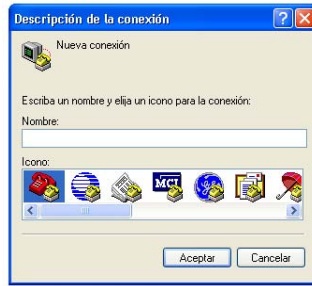 Descripción de la conexión
Nueva conexión
Escriba un nombre y elija un icono para la conexión:
Nombre:
Icono:
MCI
Aceptar
Cancelar